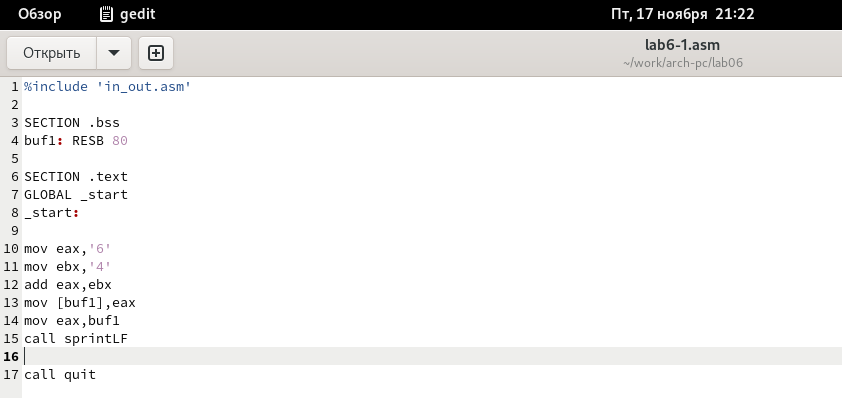 Обзор gedit Пт, 17 ноября 21:22
Открыть lab6-1.asm
~/work/arch-pc/lab06
1 %include 'in_out.asm'
2
3 SECTION .bss
4 buf1: RESB 80
5
6 SECTION .text
7 GLOBAL _start
8 _start:
9
10 mov eax,'6'
11 mov ebx,'4'
12 add eax,ebx
13 mov [buf1],eax
14 mov eax,buf1
15 call sprintLF
16
17 call quit